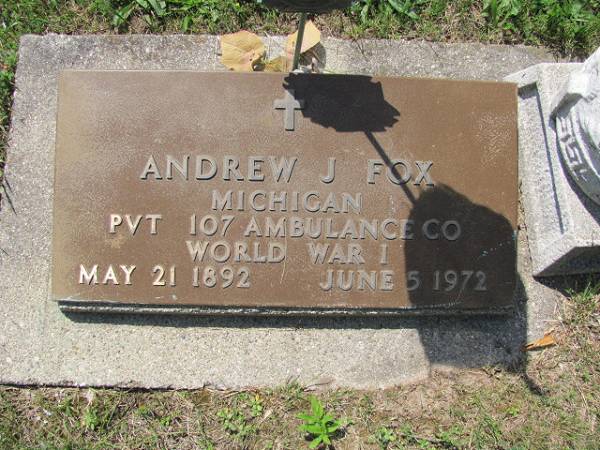 ANDREW J FOX
MICHIGAN
PVT 107 AMBULANCE CO
WORLD WAR I
MAY 21 1892 JUNE 5 1972